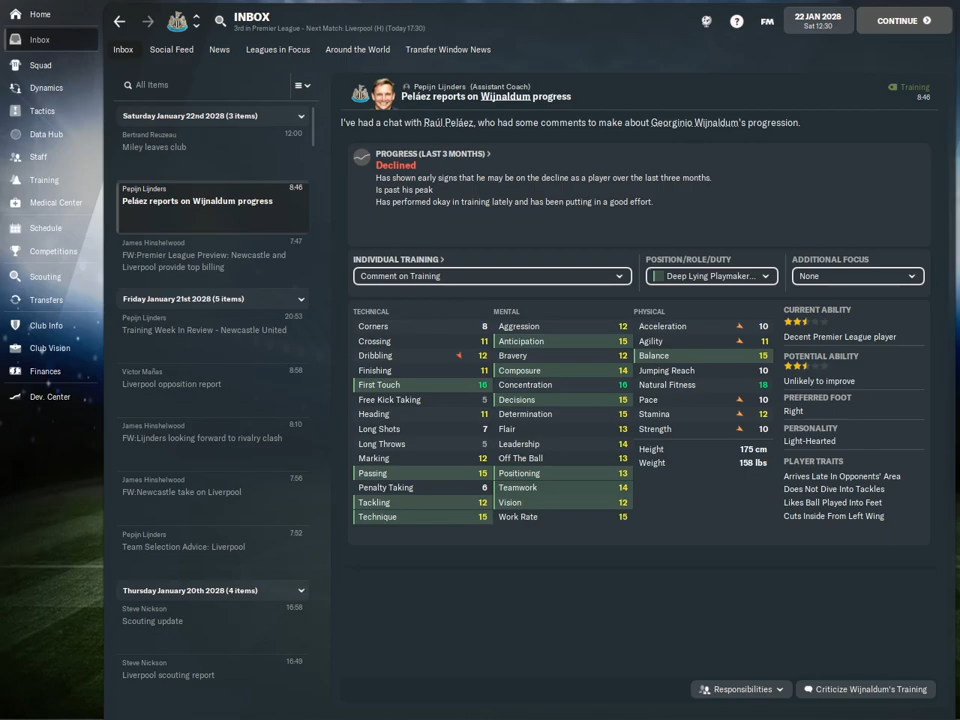 Home
Inbox
Squad
Dynamics
Tactics
Data Hub
Staff
Training
Medical Center
Schedule
Competitions
Scouting
Transfers
Club Info
Club Vision
Finances
Dev. Center
INBOX
3rd in Premier League - Next Match: Liverpool (H) (Today 17:30)
?
FM
22 JAN 2028
Sat 12:30
CONTINUE
Inbox Social Feed News Leagues in Focus Around the World Transfer Window News
All Items
Saturday January 22nd 2028 (3 items)
Bertrand Reuzeau 12:00
Miley leaves club
Pepijn Lijnders 8:46
Peláez reports on Wijnaldum progress
James Hinshelwood 7:47
FW:Premier League Preview: Newcastle and
Liverpool provide top billing
Friday January 21st 2028 (5 items)
Pepijn Lijnders 20:53
Training Week In Review - Newcastle United
Victor Mañas 8:58
Liverpool opposition report
James Hinshelwood 8:10
FW:Lijnders looking forward to rivalry clash
James Hinshelwood 7:56
FW:Newcastle take on Liverpool
Pepijn Lijnders 7:52
Team Selection Advice: Liverpool
Thursday January 20th 2028 (4 items)
Steve Nickson 16:58
Scouting update
Steve Nickson 16:49
Liverpool scouting report
Pepijn Lijnders (Assistant Coach)
Peláez reports on Wijnaldum progress
Training
8:46
I've had a chat with Raúl Peláez, who had some comments to make about Georginio Wijnaldum's progression.
PROGRESS (LAST 3 MONTHS) >
Declined
Has shown early signs that he may be on the decline as a player over the last three months.
Is past his peak
Has performed okay in training lately and has been putting in a good effort.
INDIVIDUAL TRAINING >
Comment on Training
POSITION/ROLE/DUTY
Deep Lying Playmaker...
ADDITIONAL FOCUS
None
TECHNICAL
Corners 8
Crossing 11
Dribbling 12
Finishing 11
First Touch 16
Free Kick Taking 5
Heading 11
Long Shots 7
Long Throws 5
Marking 12
Passing 15
Penalty Taking 6
Tackling 12
Technique 15
MENTAL
Aggression 12
Anticipation 15
Bravery 12
Composure 14
Concentration 16
Decisions 15
Determination 15
Flair 13
Leadership 14
Off The Ball 13
Positioning 13
Teamwork 14
Vision 12
Work Rate 15
PHYSICAL
Acceleration 10
Agility 11
Balance 15
Jumping Reach 10
Natural Fitness 18
Pace 10
Stamina 12
Strength 10
Height 175 cm
Weight 158 lbs
CURRENT ABILITY
Decent Premier League player
POTENTIAL ABILITY
Unlikely to improve
PREFERRED FOOT
Right
PERSONALITY
Light-Hearted
PLAYER TRAITS
Arrives Late In Opponents' Area
Does Not Dive Into Tackles
Likes Ball Played Into Feet
Cuts Inside From Left Wing
Responsibilities
Criticize Wijnaldum's Training